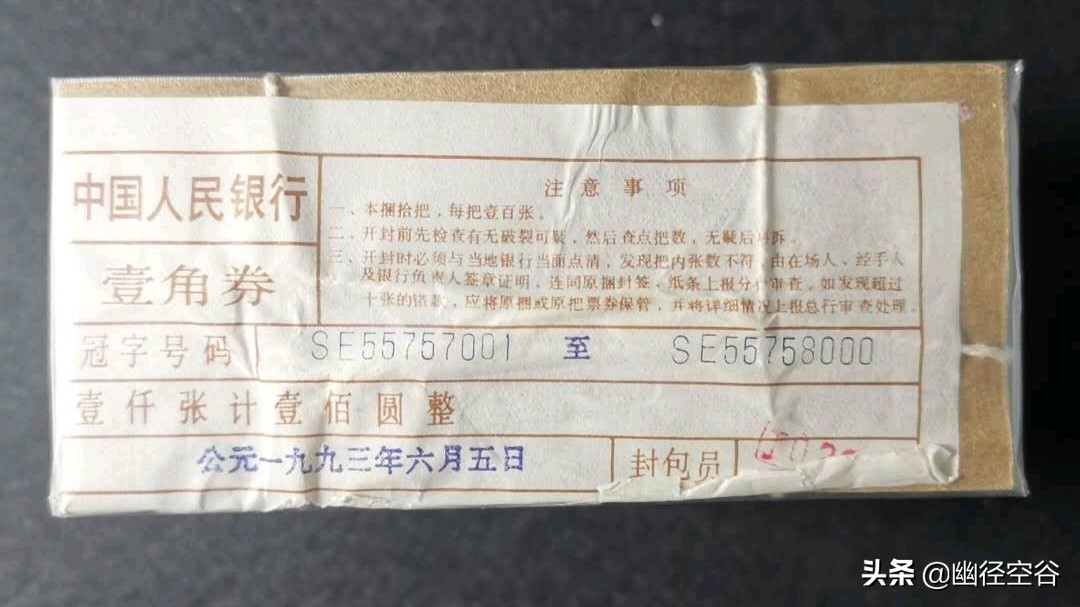 中国人民银行
壹角券
注意事项
一、本捆拾把，每把壹百张。
二、开封前先检查有无破裂可疑，然后查点把数，无疑后再拆。
三、开封时必须与当地银行当面点清，发现把内张数不符，由在场人、经手人
及银行负责人签章证明，连同原捆封签、纸条上报分行审查。如发现超过
十张的错款，应将原捆或原把票券保管，并将详细情况上报总行审查处理。
冠字号码 SE55757001 至 SE55758000
壹仟张计壹佰圆整
公元一九九三年六月五日 封包员
头条 @幽径空谷